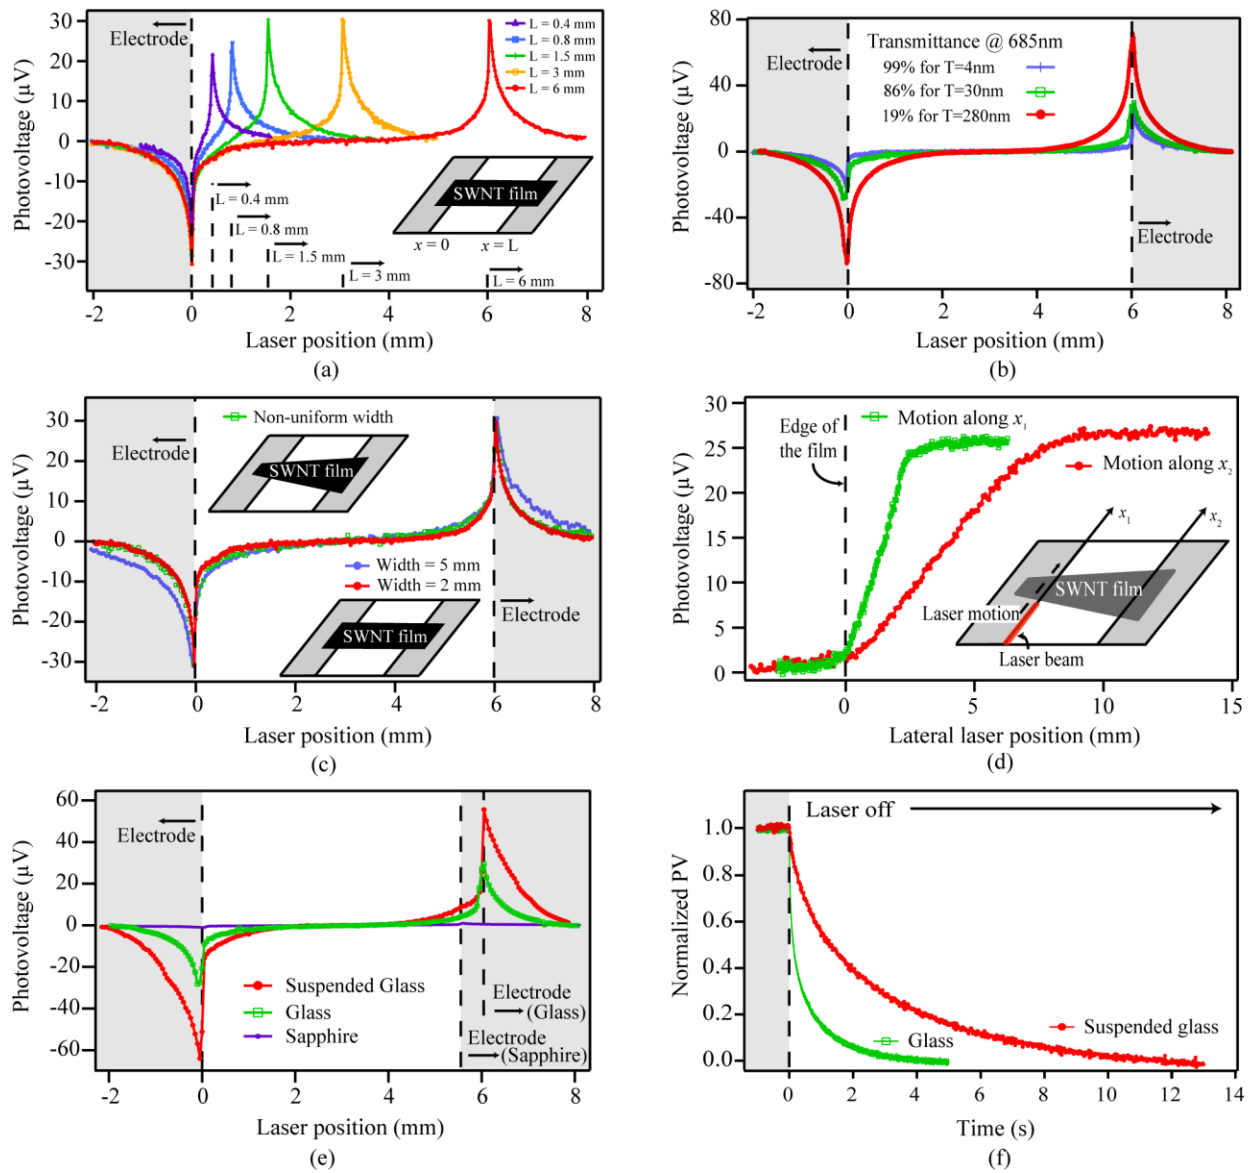 Photovoltage (µV)
30
20
10
0
-10
-20
-30
Electrode
L = 0.4 mm
L = 0.8 mm
L = 1.5 mm
L = 3 mm
L = 6 mm
SWNT film
x = 0
x = L
L = 0.4 mm
L = 0.8 mm
L = 1.5 mm
L = 3 mm
L = 6 mm
-2
0
2
4
6
8
Laser position (mm)
(a)
Photovoltage (µV)
80
40
0
-40
-80
Electrode
Transmittance @ 685nm
99% for T=4nm
86% for T=30nm
19% for T=280nm
Electrode
-2
0
2
4
6
8
Laser position (mm)
(b)
Photovoltage (µV)
30
20
10
0
-10
-20
-30
Electrode
Non-uniform width
SWNT film
Width = 5 mm
Width = 2 mm
SWNT film
Electrode
-2
0
2
4
6
8
Laser position (mm)
(c)
Photovoltage (µV)
30
25
20
15
10
5
0
Edge of
the film
Motion along x1
Motion along x2
x1
x2
SWNT film
Laser motion
Laser beam
0
5
10
15
Lateral laser position (mm)
(d)
Photovoltage (µV)
60
40
20
0
-20
-40
-60
Electrode
Suspended Glass
Glass
Sapphire
Electrode
(Glass)
Electrode
(Sapphire)
-2
0
2
4
6
8
Laser position (mm)
(e)
Normalized PV
1.0
0.8
0.6
0.4
0.2
0.0
Laser off
Suspended glass
Glass
0
2
4
6
8
10
12
14
Time (s)
(f)